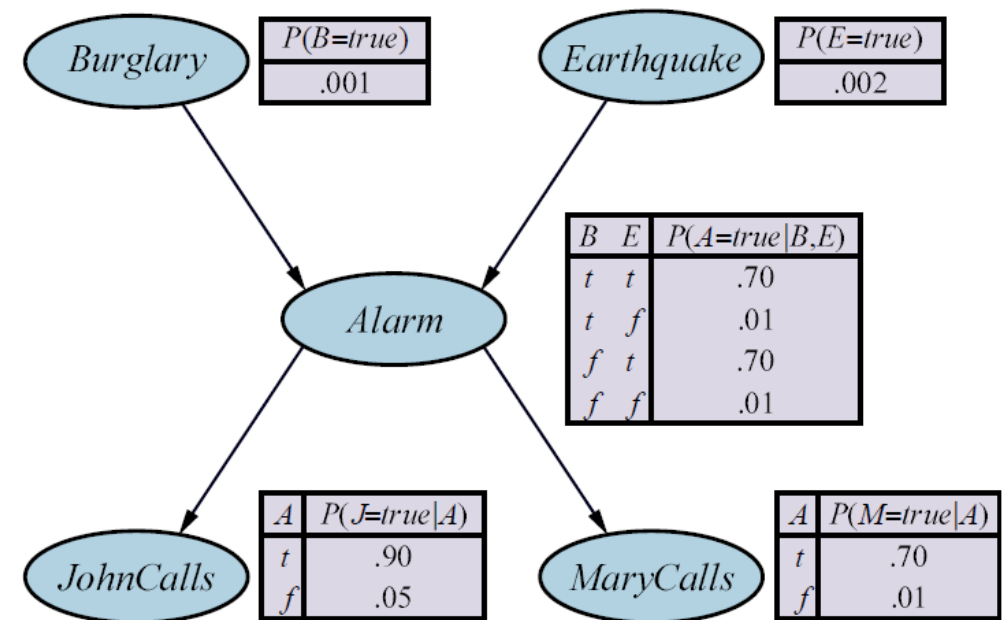 Burglary
P(B=true)
.001
Earthquake
P(E=true)
.002
B E P(A=true|B,E)
t t .70
t f .01
f t .70
f f .01
Alarm
JohnCalls
A P(J=true|A)
t .90
f .05
MaryCalls
A P(M=true|A)
t .70
f .01